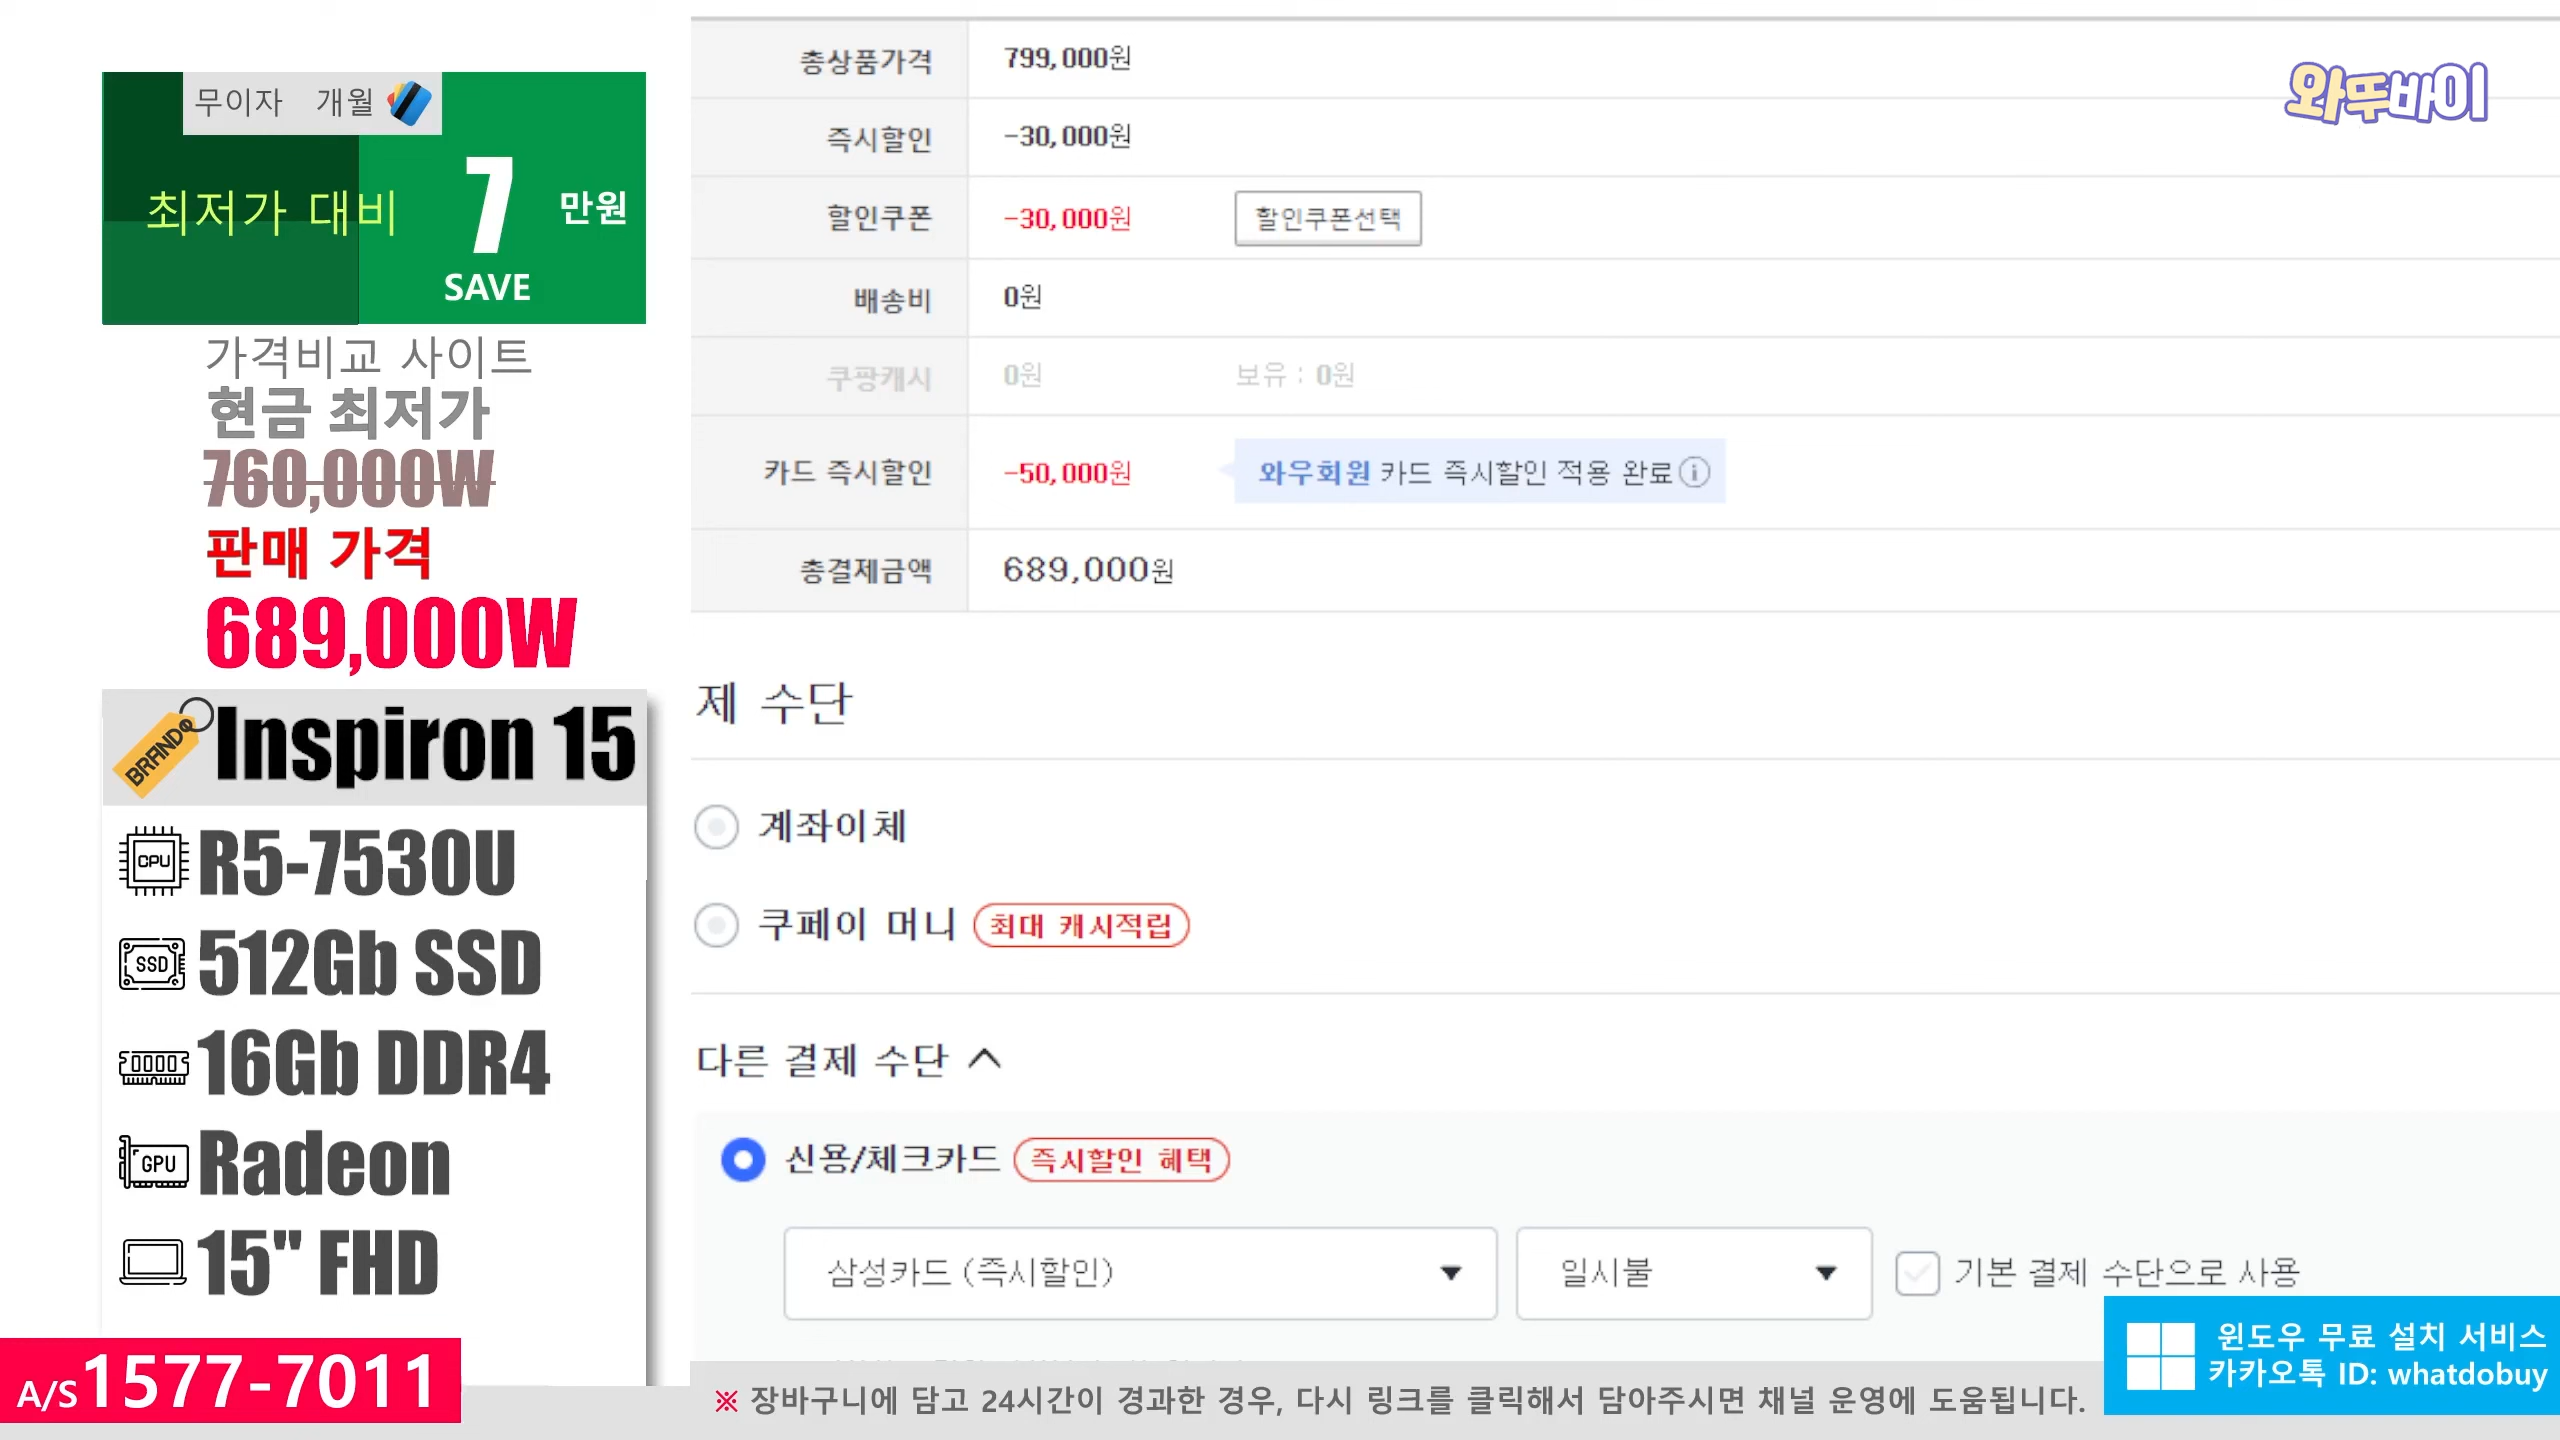 무이자 개월
최저가 대비 7 만원
SAVE
가격비교 사이트
현금 최저가
760,000W
판매 가격
689,000W
BRAND
Inspiron 15
CPU R5-7530U
SSD 512Gb SSD
16Gb DDR4
GPU Radeon
15" FHD
A/S 1577-7011
와뚜바이
총상품가격 799,000원
즉시할인 -30,000원
할인쿠폰 -30,000원 할인쿠폰선택
배송비 0원
쿠팡캐시 0원 보유 : 0원
카드 즉시할인 -50,000원 와우회원 카드 즉시할인 적용 완료 i
총결제금액 689,000원
제 수단
계좌이체
쿠페이 머니 최대 캐시적립
다른 결제 수단
신용/체크카드 즉시할인 혜택
삼성카드 (즉시할인) 일시불 기본 결제 수단으로 사용
※ 장바구니에 담고 24시간이 경과한 경우, 다시 링크를 클릭해서 담아주시면 채널 운영에 도움됩니다.
윈도우 무료 설치 서비스
카카오톡 ID: whatdobuy